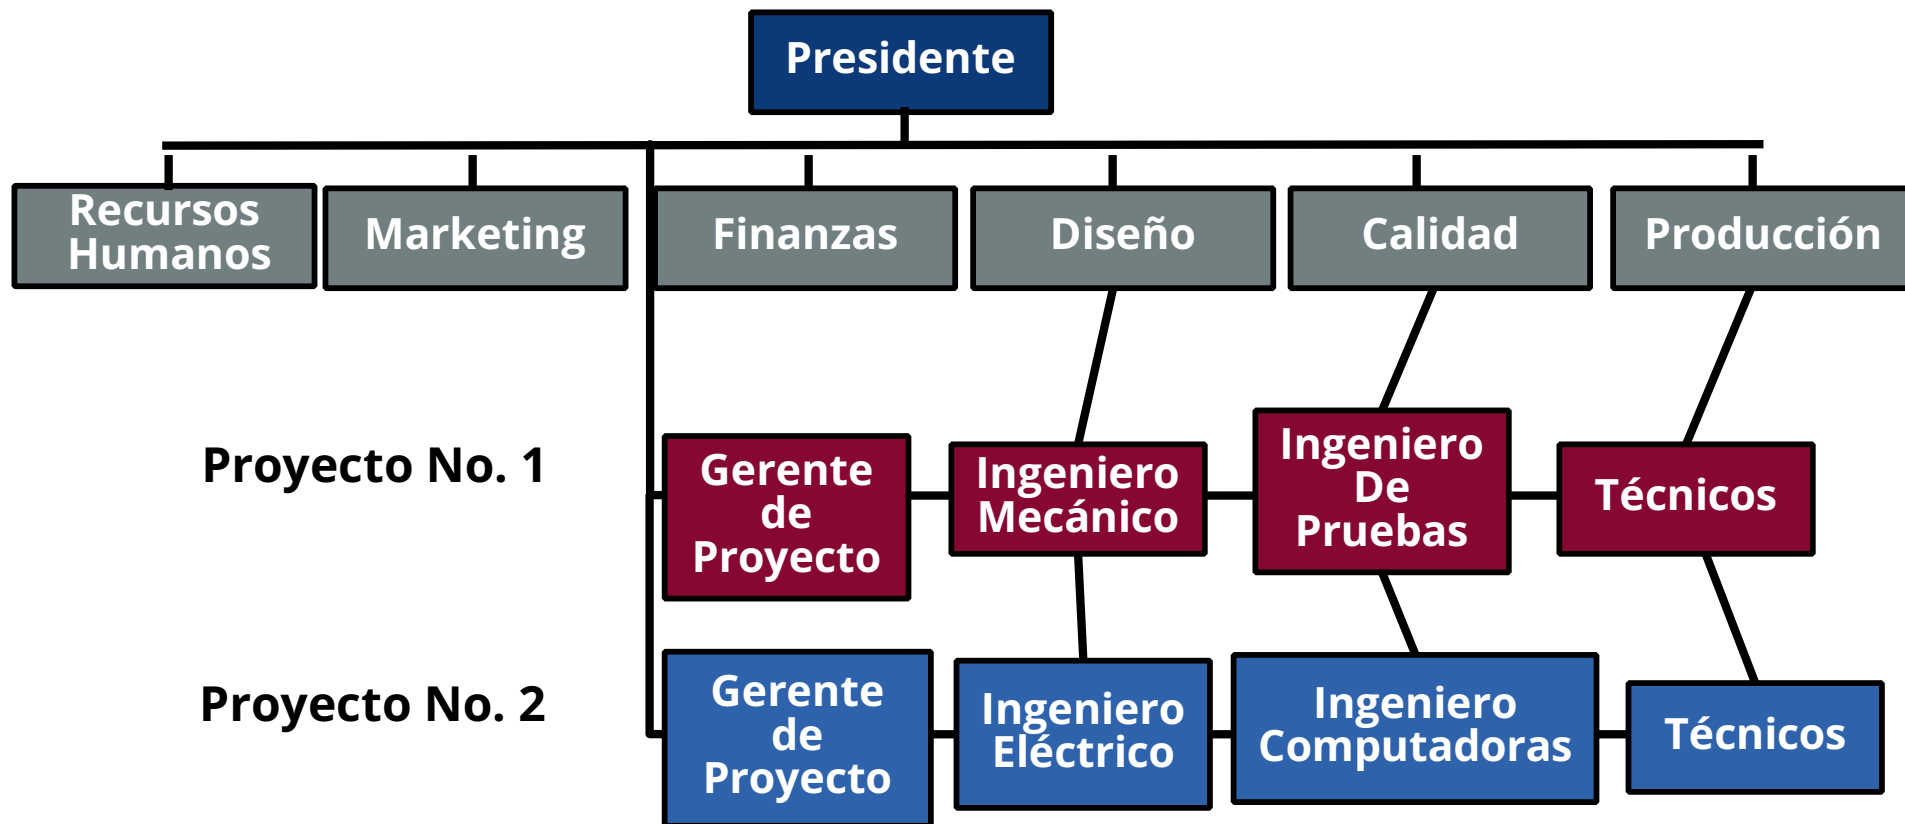 Presidente
Recursos
Humanos
Marketing
Finanzas
Diseño
Calidad
Producción
Proyecto No. 1
Gerente
de
Proyecto
Ingeniero
Mecánico
Ingeniero
De
Pruebas
Técnicos
Proyecto No. 2
Gerente
de
Proyecto
Ingeniero
Eléctrico
Ingeniero
Computadoras
Técnicos